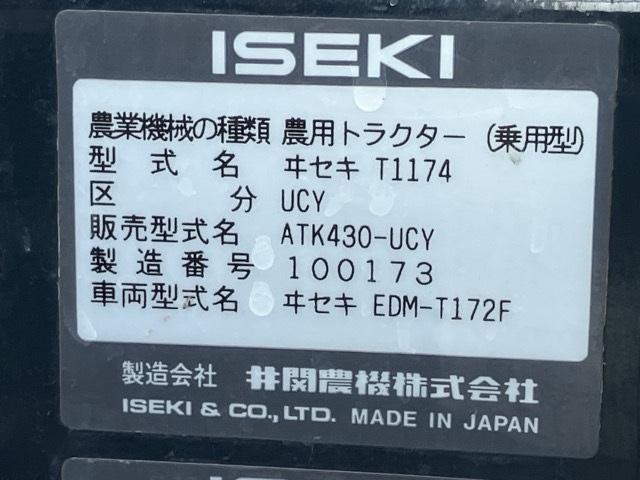 ISEKI
農業機械の種類 農用トラクター (乗用型)
型式名 ヰセキ T1174
区分 UCY
販売型式名 ATK430-UCY
製造番号 100173
車両型式名 ヰセキ EDM-T172F
製造会社 井関農機株式会社
ISEKI & CO., LTD. MADE IN JAPAN